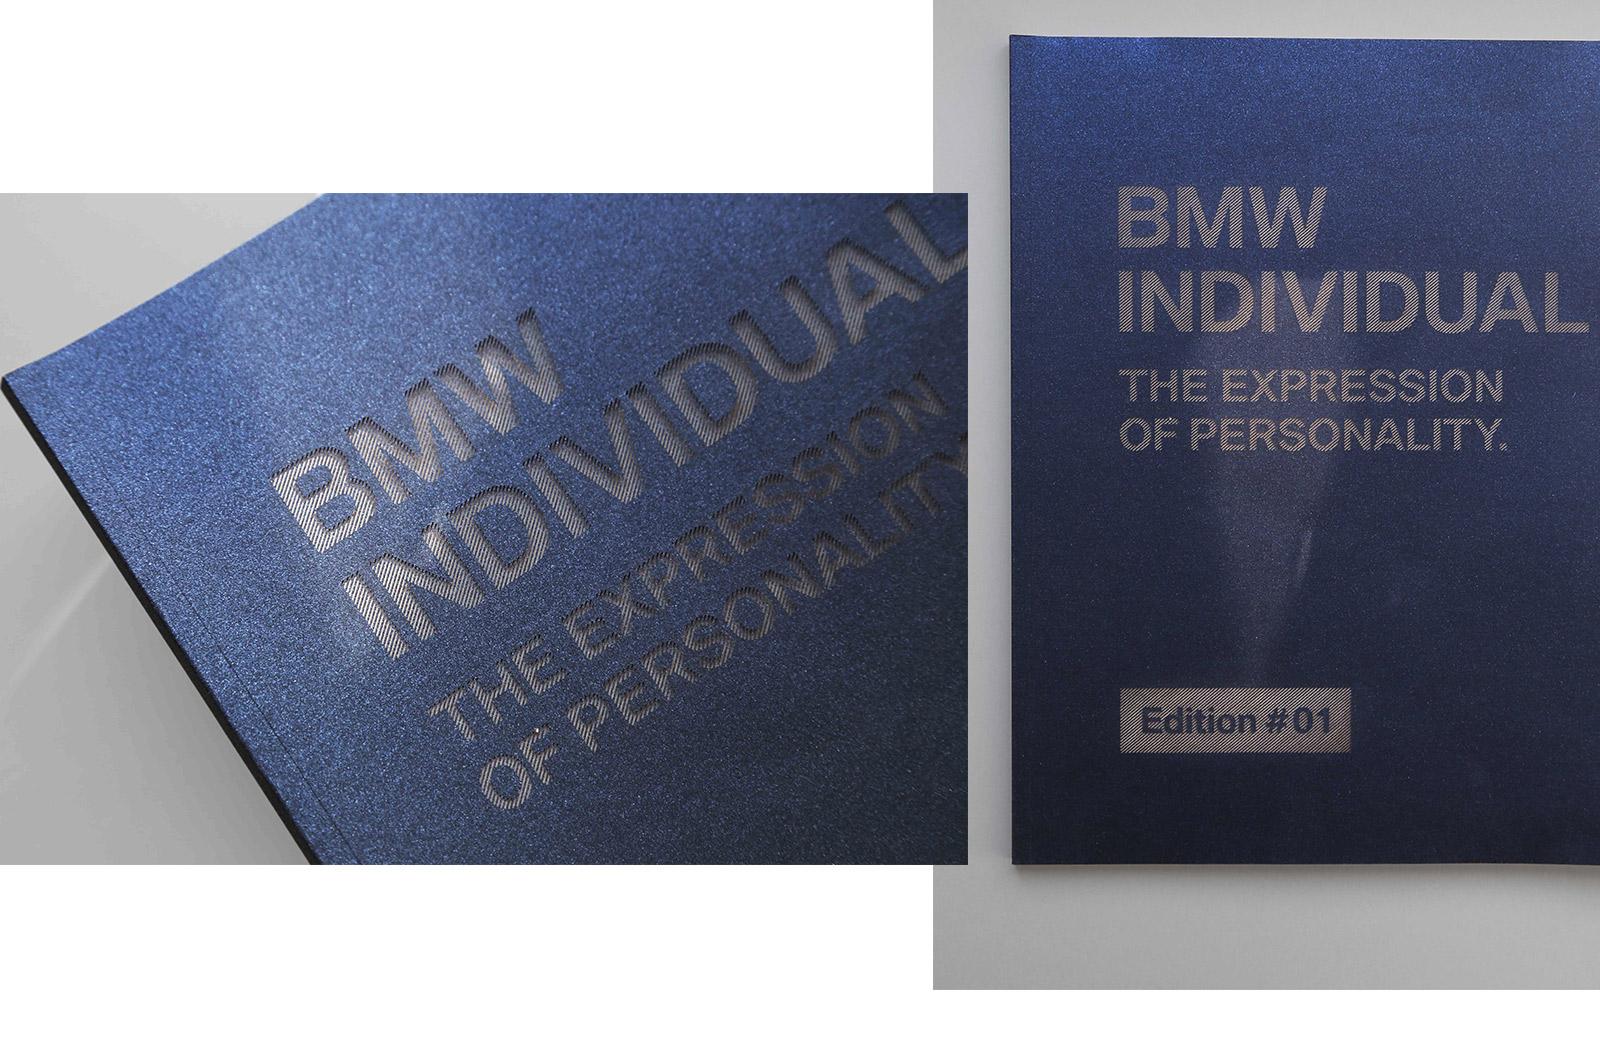 BMW
INDIVIDUAL
THE EXPRESSION
OF PERSONALITY
BMW
INDIVIDUAL
THE EXPRESSION
OF PERSONALITY.
Edition #01